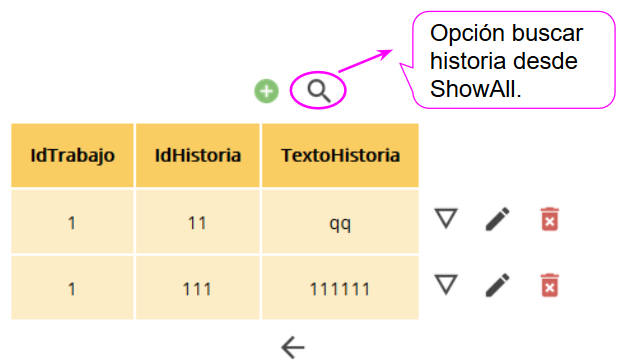 Opción buscar
historia desde
ShowAll.
IdTrabajo IdHistoria TextoHistoria
1 11 qq
1 111 111111